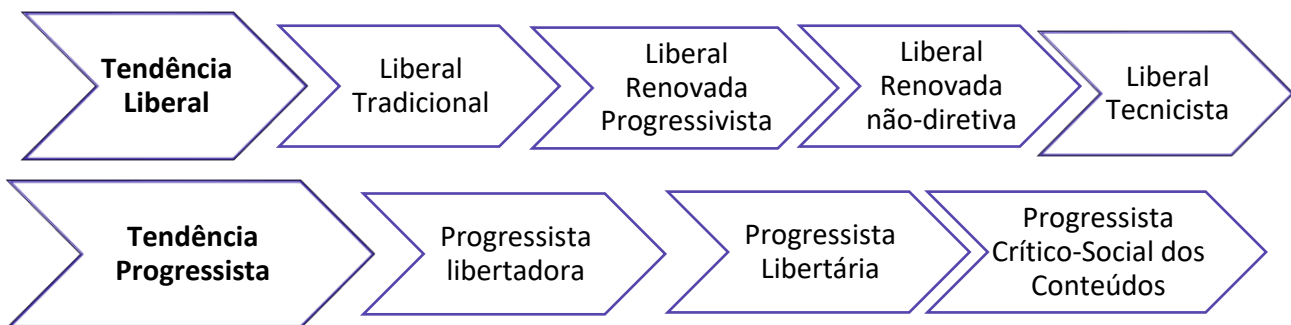 Tendência
Liberal
Liberal
Tradicional
Liberal
Renovada
Progressivista
Liberal
Renovada
não-diretiva
Liberal
Tecnicista
Tendência
Progressista
Progressista
libertadora
Progressista
Libertária
Progressista
Crítico-Social dos
Conteúdos